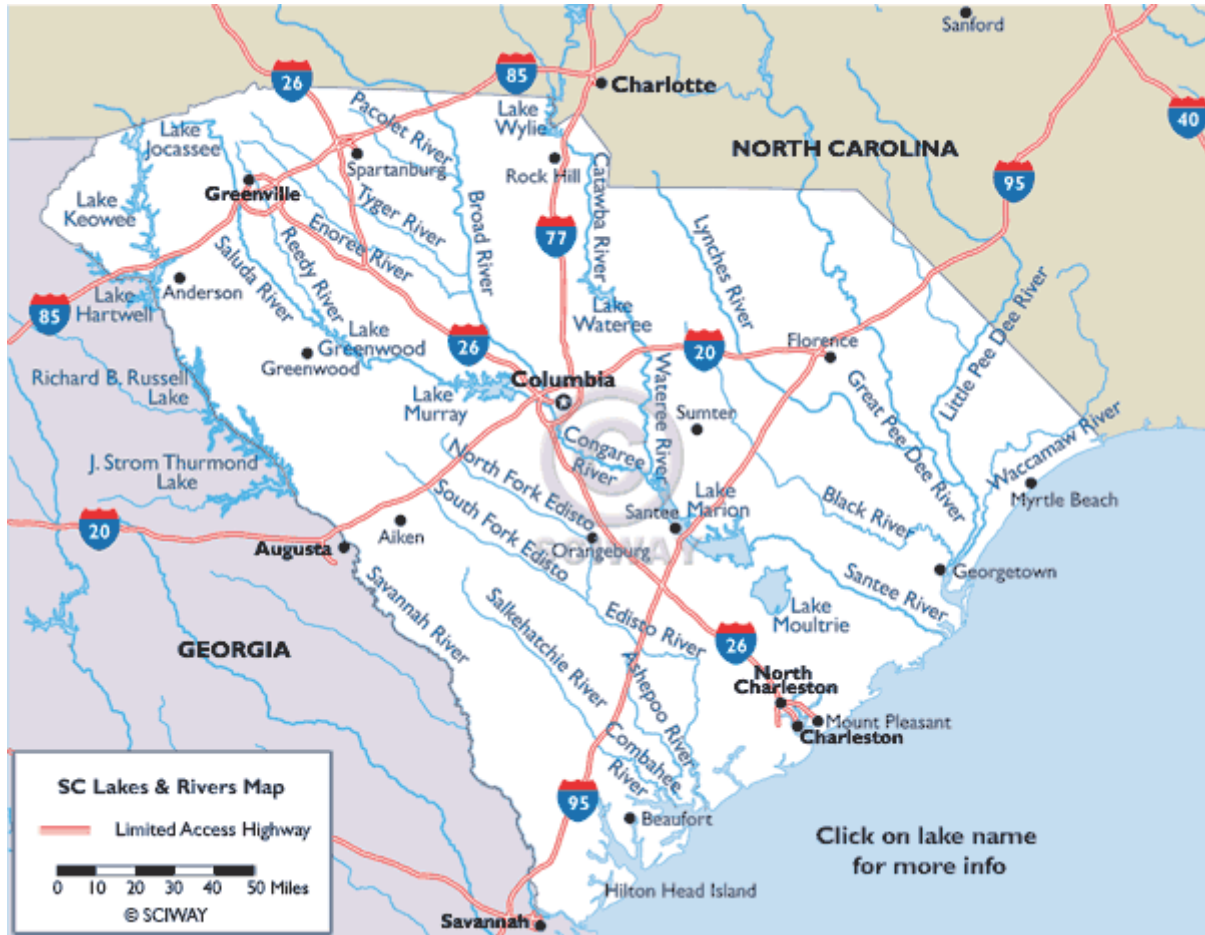 Sanford
26
85
Charlotte
40
Pacolet River
Lake
Wylie
Lake
Jocassee
NORTH CAROLINA
Spartanburg
Rock Hill
95
Greenville
Catawba River
Lake
Keowee
Tyger River
Broad River
77
Enoree River
Reedy River
Saluda River
Lynches River
Anderson
Lake
Hartwell
85
Lake
Wateree
Little Pee Dee River
Lake
Greenwood
26
20
Florence
Greenwood
Richard B. Russell
Lake
Columbia
Lake
Murray
Wateree River
Sumter
Great Pee Dee River
Waccamaw River
©
Congaree
River
North Fork Edisto
J. Strom Thurmond
Lake
South Fork Edisto
Lake
Marion
Santee
Black River
Myrtle Beach
20
Aiken
Augusta
Orangeburg
SCIWAY
Georgetown
Santee River
Savannah River
Salkehatchie River
Edisto River
Lake
Moultrie
GEORGIA
26
Ashepoo River
North
Charleston
Mount Pleasant
Charleston
Combahee
River
SC Lakes & Rivers Map
Limited Access Highway
0 10 20 30 40 50 Miles
© SCIWAY
95
Beaufort
Click on lake name
for more info
Hilton Head Island
Savannah